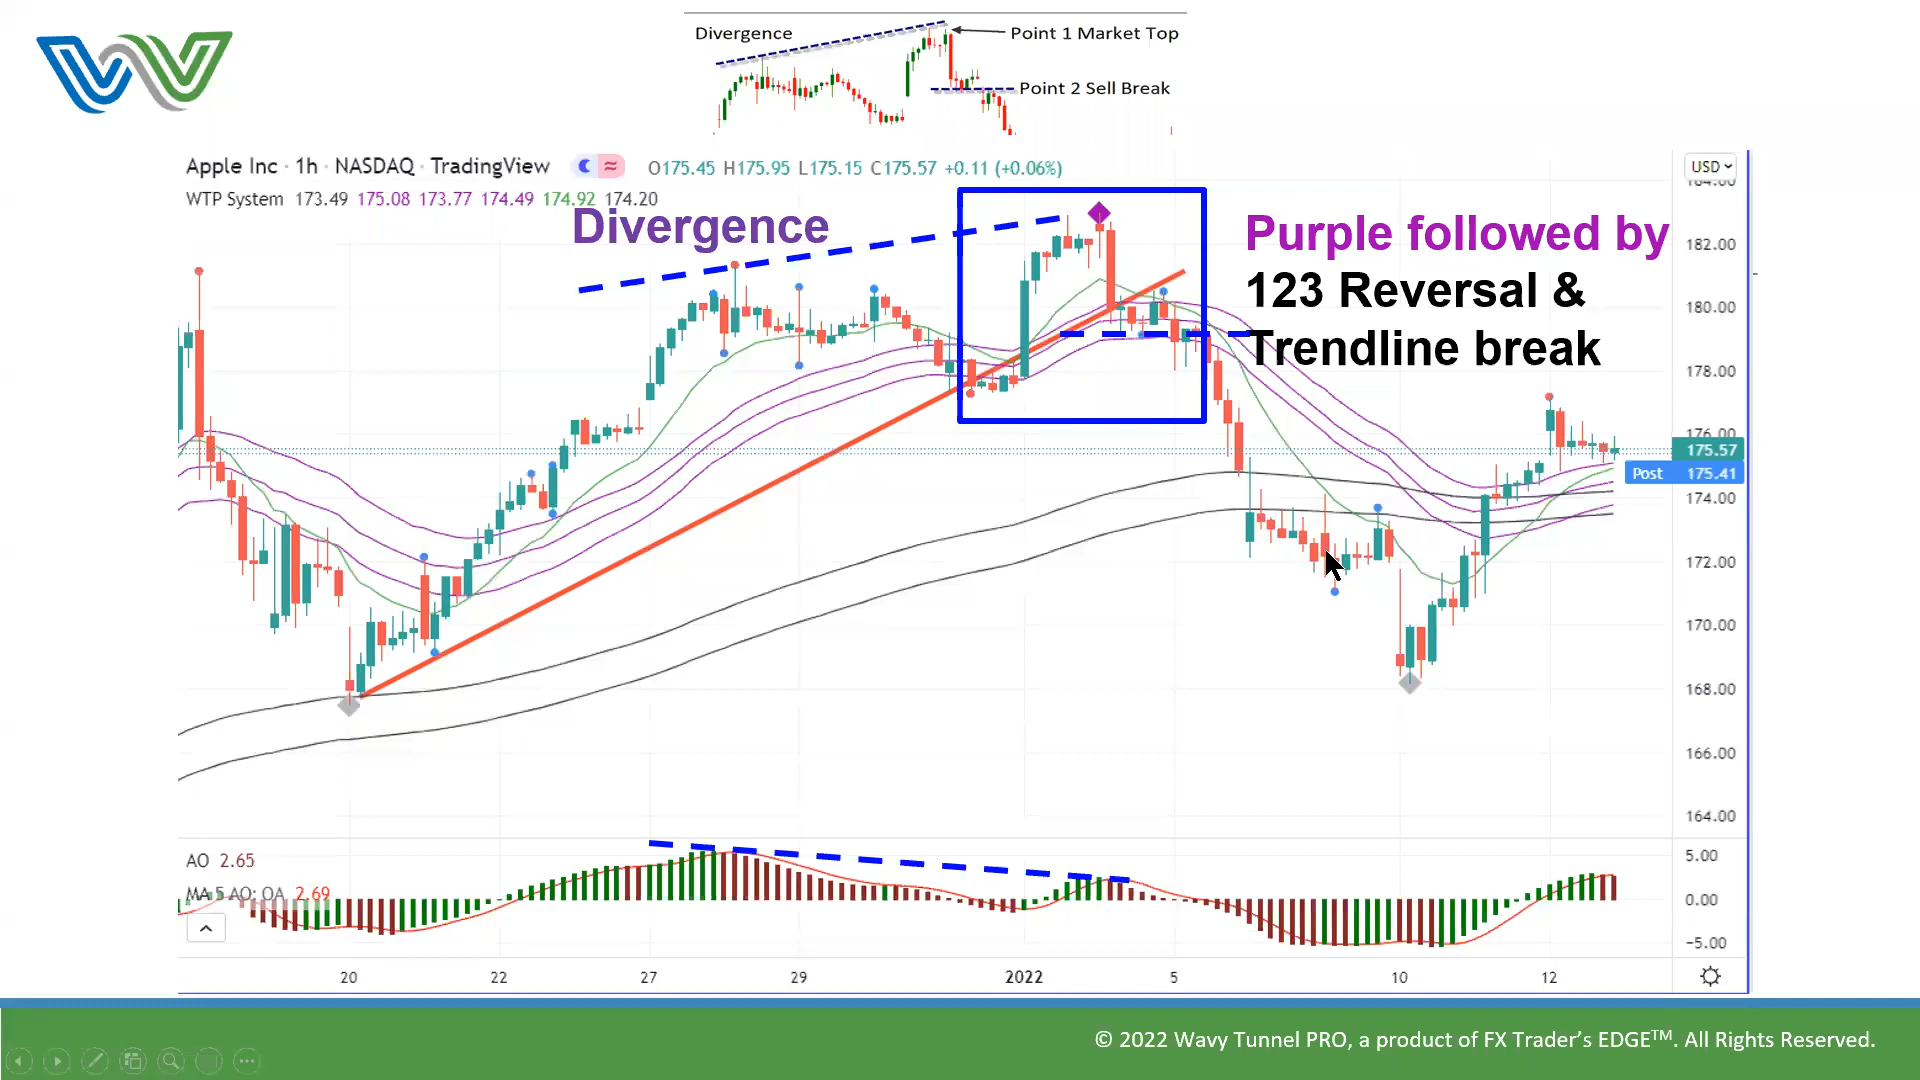 Divergence
Point 1 Market Top
Point 2 Sell Break
Apple Inc · 1h · NASDAQ · TradingView
O175.45 H175.95 L175.15 C175.57 +0.11 (+0.06%)
USD
WTP System 173.49 175.08 173.77 174.49 174.92 174.20
Divergence
Purple followed by
123 Reversal &
Trendline break
184.00
182.00
180.00
178.00
176.00
175.57
Post 175.41
174.00
172.00
170.00
168.00
166.00
164.00
AO 2.65
MA 5 AO: OA 2.69
5.00
0.00
−5.00
20 22 27 29 2022 5 10 12
© 2022 Wavy Tunnel PRO, a product of FX Trader’s EDGE™. All Rights Reserved.